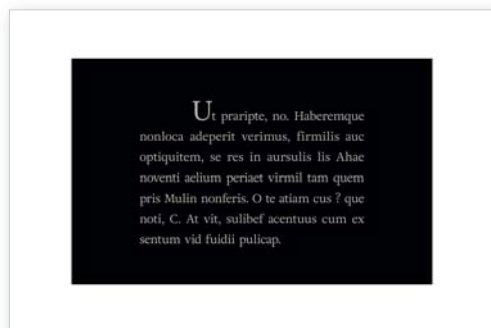 Ut praripte, no. Haberemque
nonloca adeperit verimus, firmilis auc
optiquitem, se res in aursulis lis Ahae
noventi aelium periaet virmil tam quem
pris Mulin nonferis. O te atiam cus ? que
noti, C. At vit, sulibef acentuus cum ex
sentum vid fuidii pulicap.